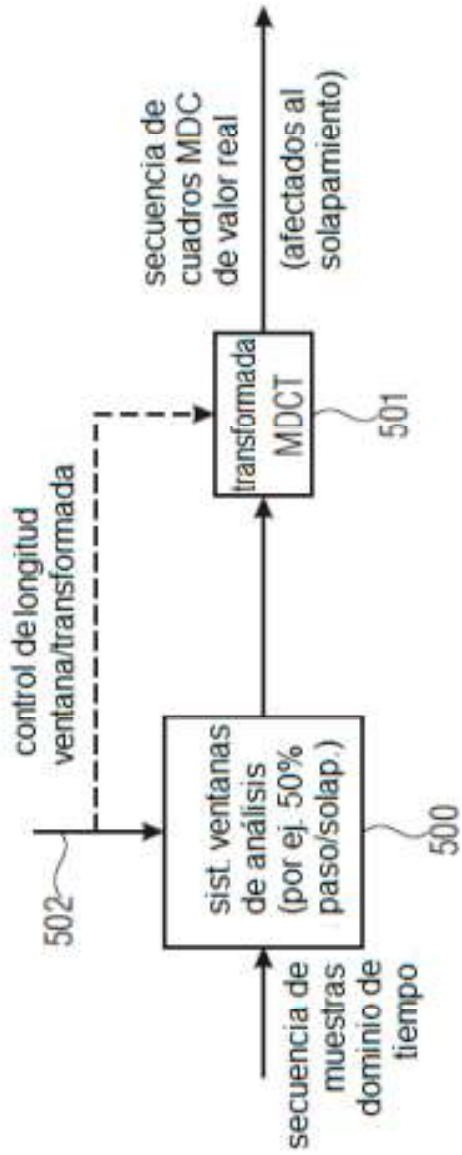 control de longitud
ventana/transformada
502
secuencia de
muestras
dominio de
tiempo
sist. ventanas
de análisis
(por ej. 50%
paso/solap.)
500
transformada
MDCT
501
secuencia de
cuadros MDC
de valor real
(afectados al
solapamiento)